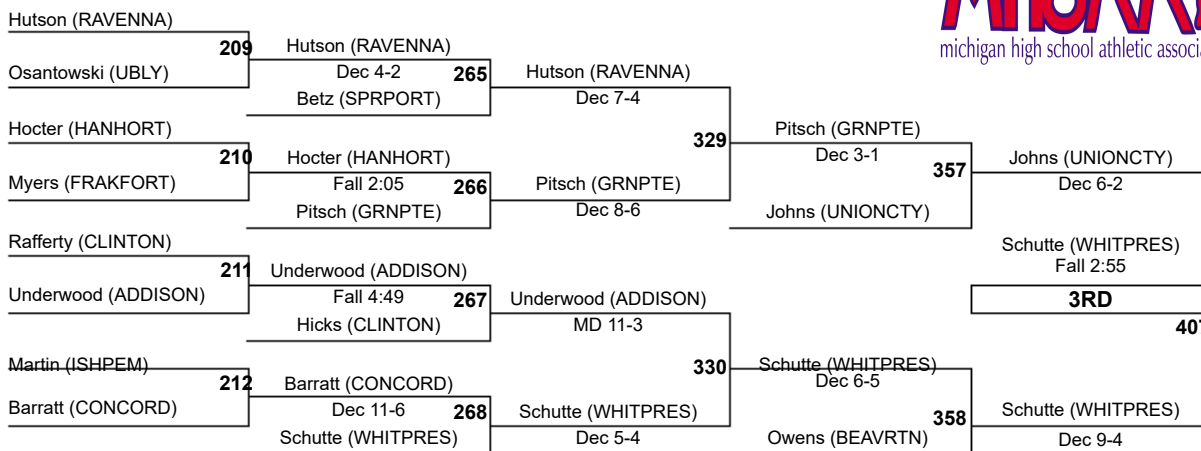 Hutson (RAVENNA)
209
Osantowski (UBLY)
Hutson (RAVENNA)
Dec 4-2
265
Betz (SPRPORT)
Hutson (RAVENNA)
Dec 7-4
Hocter (HANHORT)
210
Myers (FRAKFORT)
Hocter (HANHORT)
Fall 2:05
266
Pitsch (GRNPTE)
Pitsch (GRNPTE)
Dec 8-6
329
Pitsch (GRNPTE)
Dec 3-1
357
Johns (UNIONCTY)
Johns (UNIONCTY)
Dec 6-2
Rafferty (CLINTON)
211
Underwood (ADDISON)
Underwood (ADDISON)
Fall 4:49
267
Hicks (CLINTON)
Underwood (ADDISON)
MD 11-3
Schutte (WHITPRES)
Fall 2:55
3RD
407
Martin (ISHPEM)
212
Barratt (CONCORD)
Barratt (CONCORD)
Dec 11-6
268
Schutte (WHITPRES)
Schutte (WHITPRES)
Dec 5-4
330
Schutte (WHITPRES)
Dec 6-5
358
Owens (BEAVRTN)
Schutte (WHITPRES)
Dec 9-4
michigan high school athletic